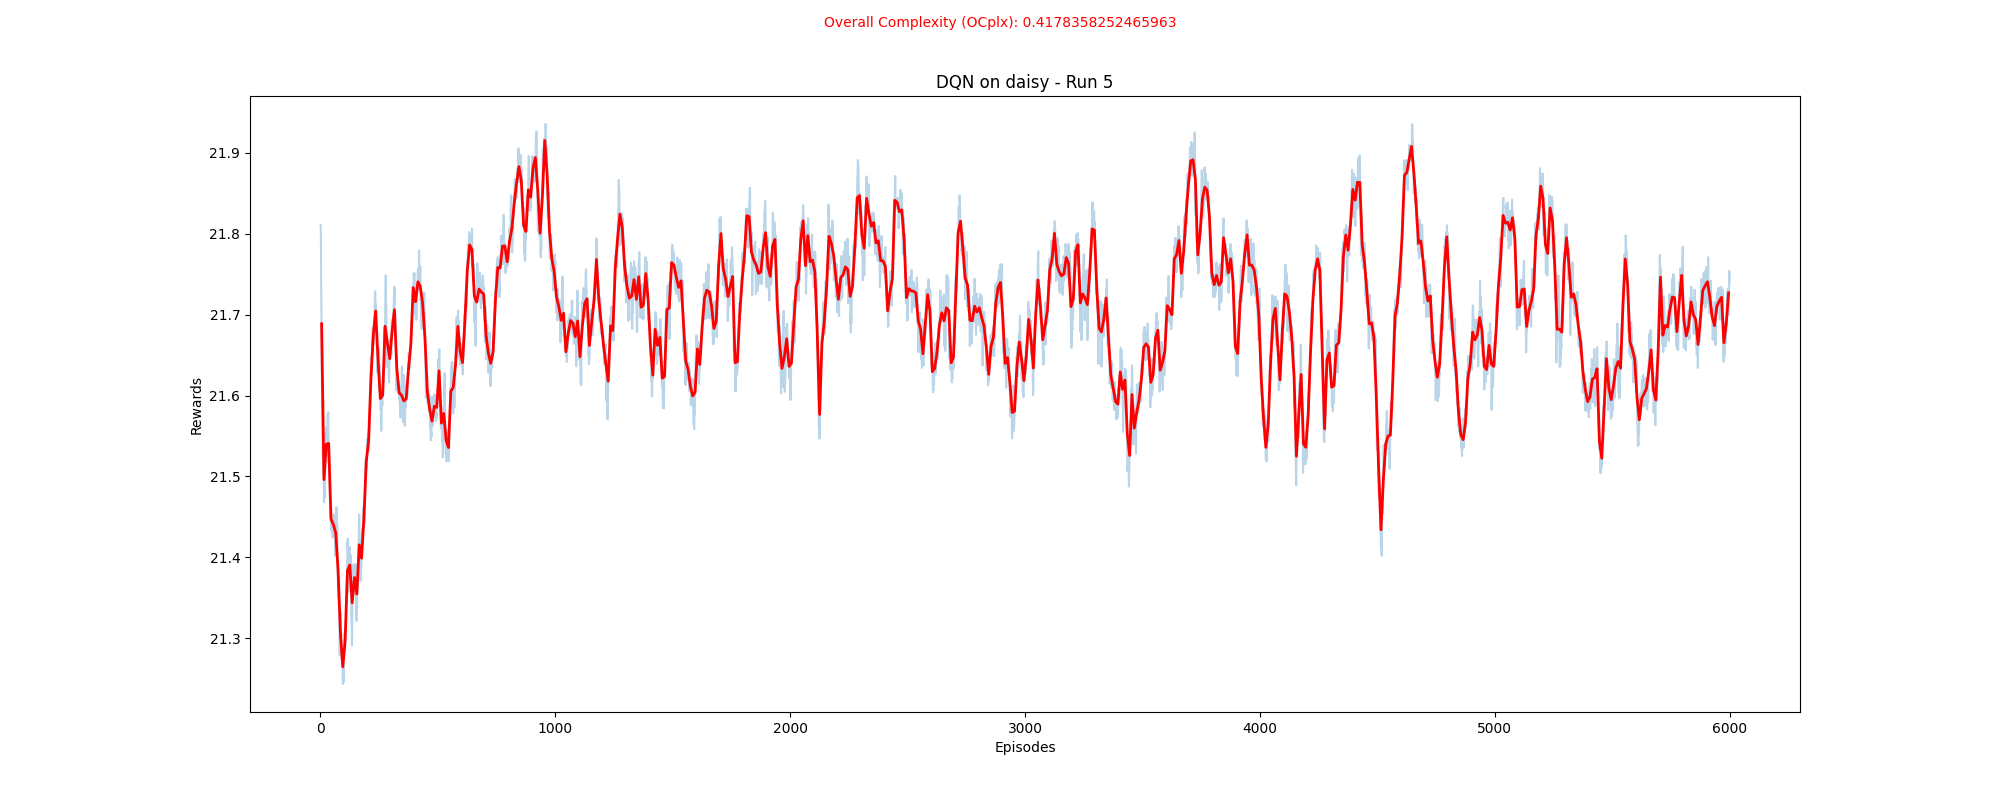 Overall Complexity (OCplx): 0.4178358252465963
DQN on daisy - Run 5
21.9
21.8
21.7
21.6
21.5
21.4
21.3
Rewards
0 1000 2000 3000 4000 5000 6000
Episodes